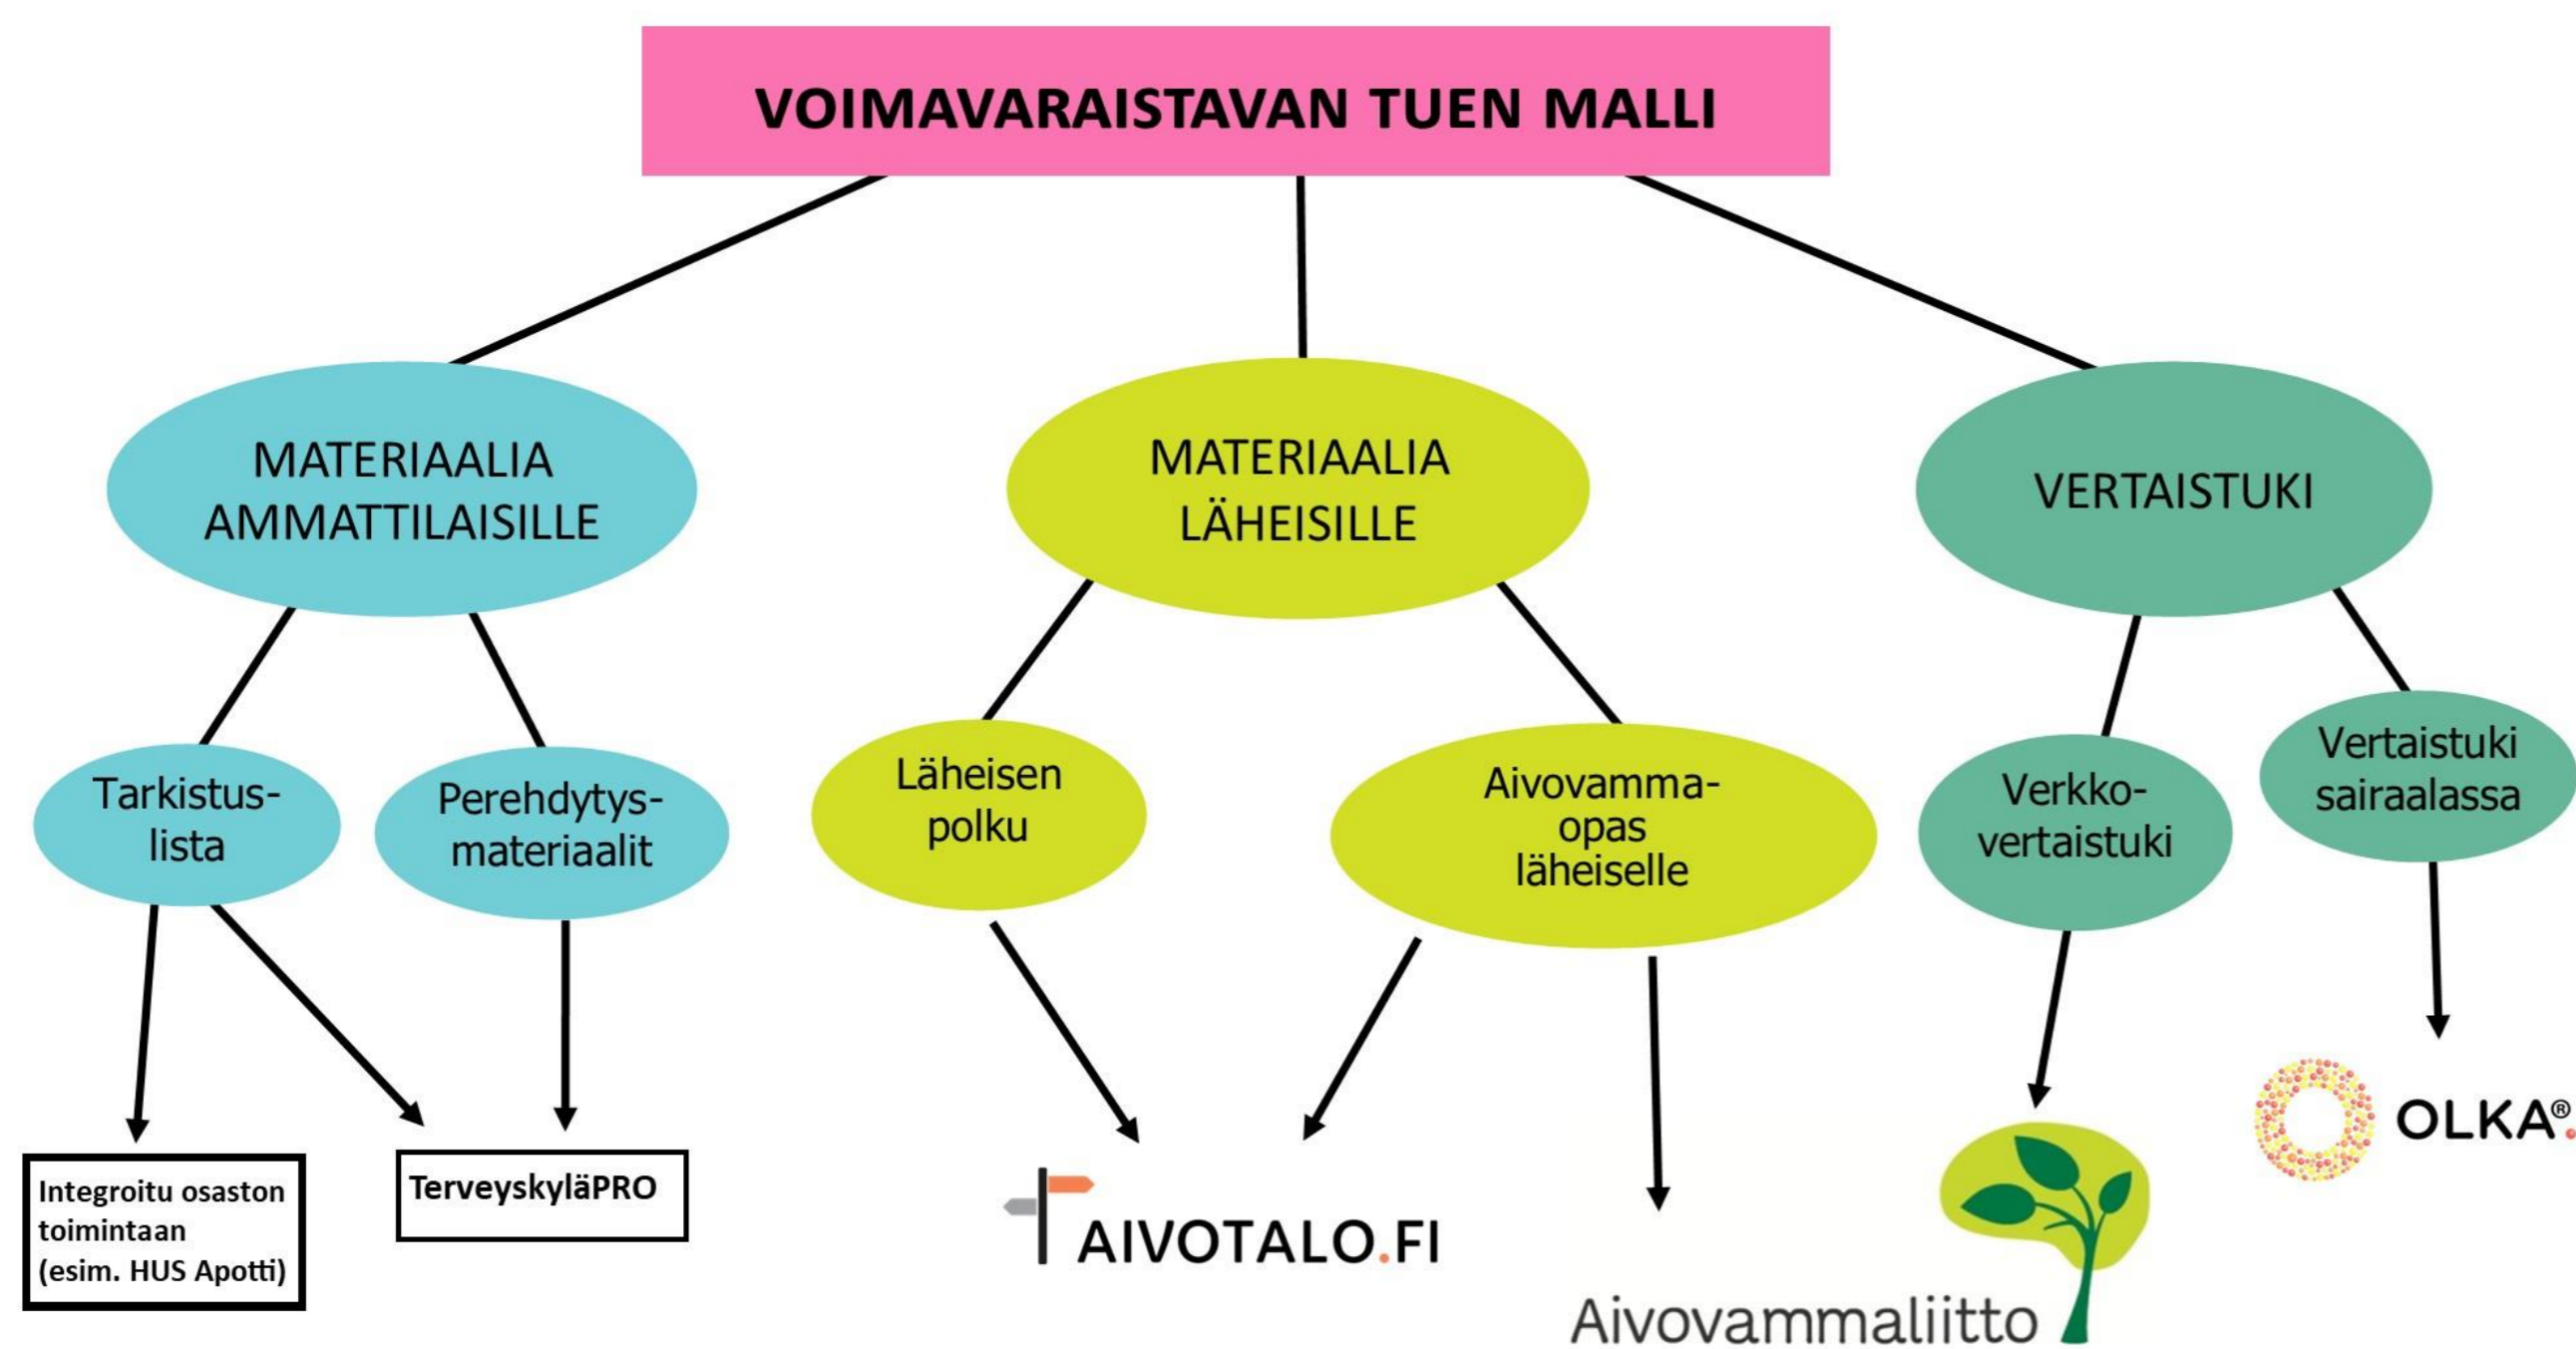 VOIMAVARAISTAVAN TUEN MALLI
MATERIAALIA
AMMATTILAISILLE
MATERIAALIA
LÄHEISILLE
VERTAISTUKI
Tarkistus-
lista
Perehdytys-
materiaalit
Läheisen
polku
Aivovamma-
opas
läheiselle
Verkko-
vertaistuki
Vertaistuki
sairaalassa
Integroitu osaston
toimintaan
(esim. HUS Apotti)
TerveyskyläPRO
AIVOTALO.FI
Aivovammaliitto
OLKA®.